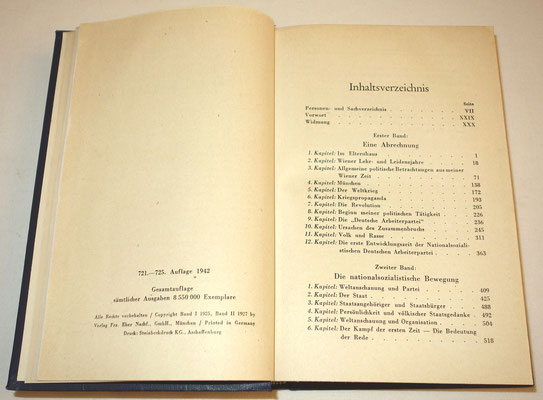 721.—725. Auflage 1942
Gesamtauflage
sämtlicher Ausgaben 8 550 000 Exemplare
Alle Rechte vorbehalten / Copyright Band I 1925, Band II 1927 by
Verlag Frz. Eher Nachf., GmbH., München / Printed in Germany
Druck: Steinbeckdruck KG., Aschaffenburg
Inhaltsverzeichnis
Seite
Personen- und Sachverzeichnis . . . . . . . VII
Vorwort . . . . . . . . . . . XXIX
Widmung . . . . . . . . . . . XXX
Erster Band:
Eine Abrechnung
1. Kapitel: Im Elternhaus . . . . . . . . 1
2. Kapitel: Wiener Lehr- und Leidensjahre . . . . . 18
3. Kapitel: Allgemeine politische Betrachtungen aus meiner
Wiener Zeit . . . . . . . . 71
4. Kapitel: München . . . . . . . . 138
5. Kapitel: Der Weltkrieg . . . . . . . 172
6. Kapitel: Kriegspropaganda . . . . . . . 193
7. Kapitel: Die Revolution . . . . . . . 205
8. Kapitel: Beginn meiner politischen Tätigkeit . . . . 226
9. Kapitel: Die „Deutsche Arbeiterpartei“ . . . . . 236
10. Kapitel: Ursachen des Zusammenbruchs . . . . . 245
11. Kapitel: Volk und Rasse . . . . . . . 311
12. Kapitel: Die erste Entwicklungszeit der Nationalsoziali-
stischen Deutschen Arbeiterpartei . . . . 363
Zweiter Band:
Die nationalsozialistische Bewegung
1. Kapitel: Weltanschauung und Partei . . . . . 409
2. Kapitel: Der Staat . . . . . . . . 425
3. Kapitel: Staatsangehöriger und Staatsbürger . . . . 488
4. Kapitel: Persönlichkeit und völkischer Staatsgedanke . . 492
5. Kapitel: Weltanschauung und Organisation . . . . 504
6. Kapitel: Der Kampf der ersten Zeit — Die Bedeutung
der Rede . . . . . . . . 518